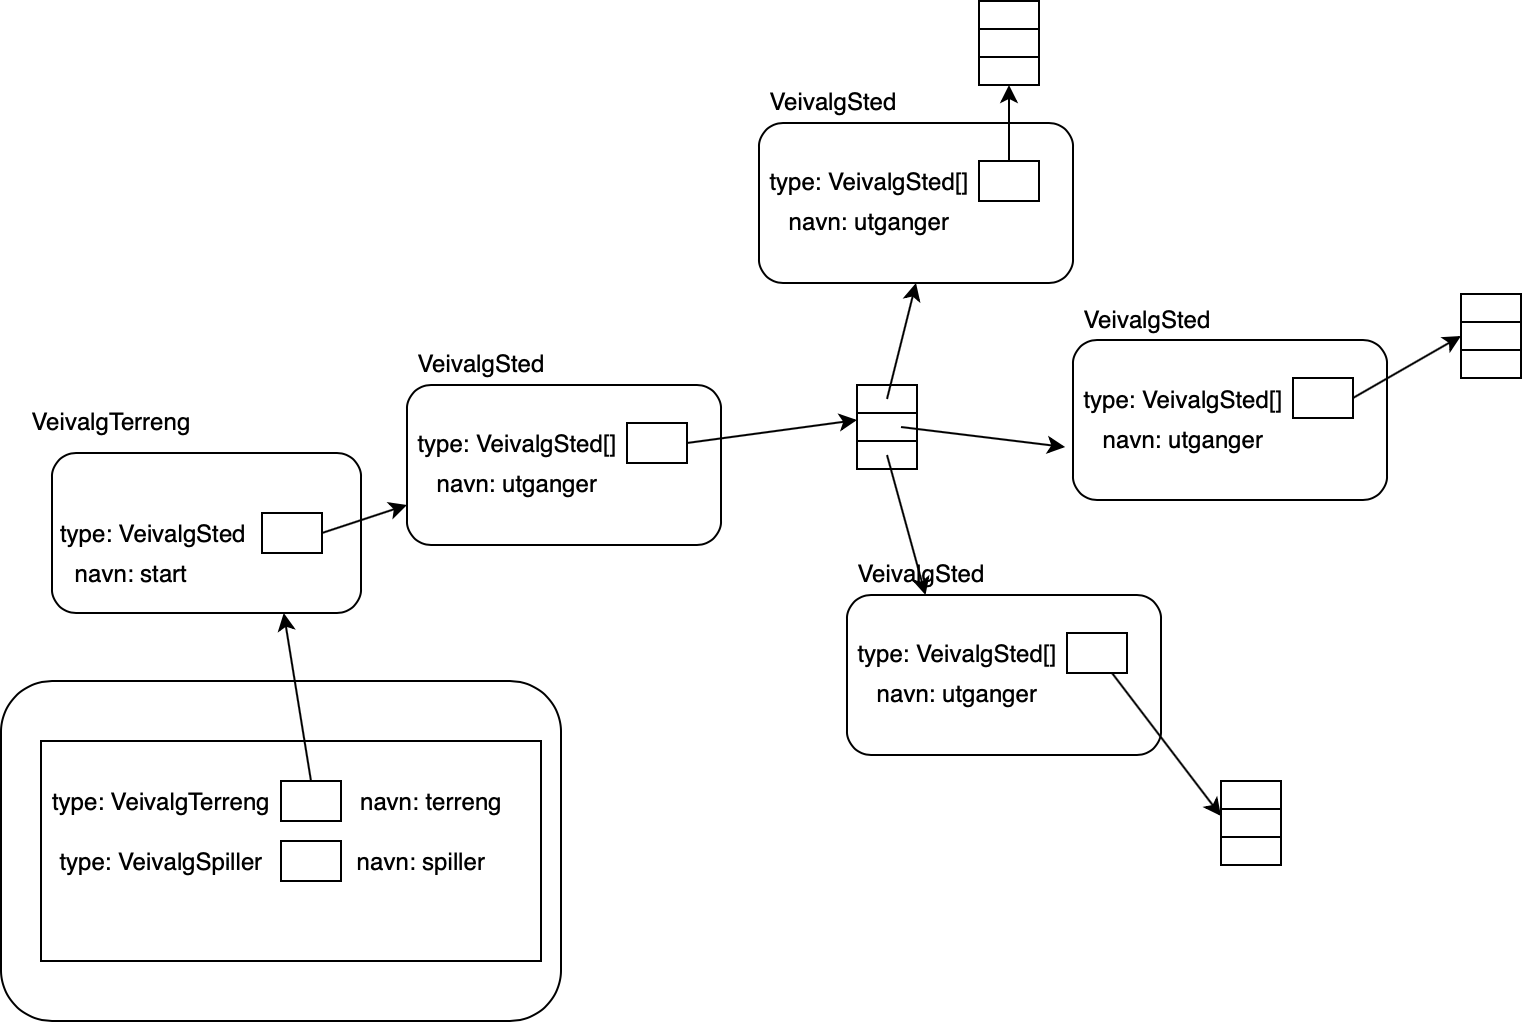 VeivalgSted
type: VeivalgSted[]
navn: utganger
VeivalgSted
type: VeivalgSted[]
navn: utganger
VeivalgSted
type: VeivalgSted[]
navn: utganger
VeivalgTerreng
type: VeivalgSted
navn: start
VeivalgSted
type: VeivalgSted[]
navn: utganger
type: VeivalgTerreng navn: terreng
type: VeivalgSpiller navn: spiller